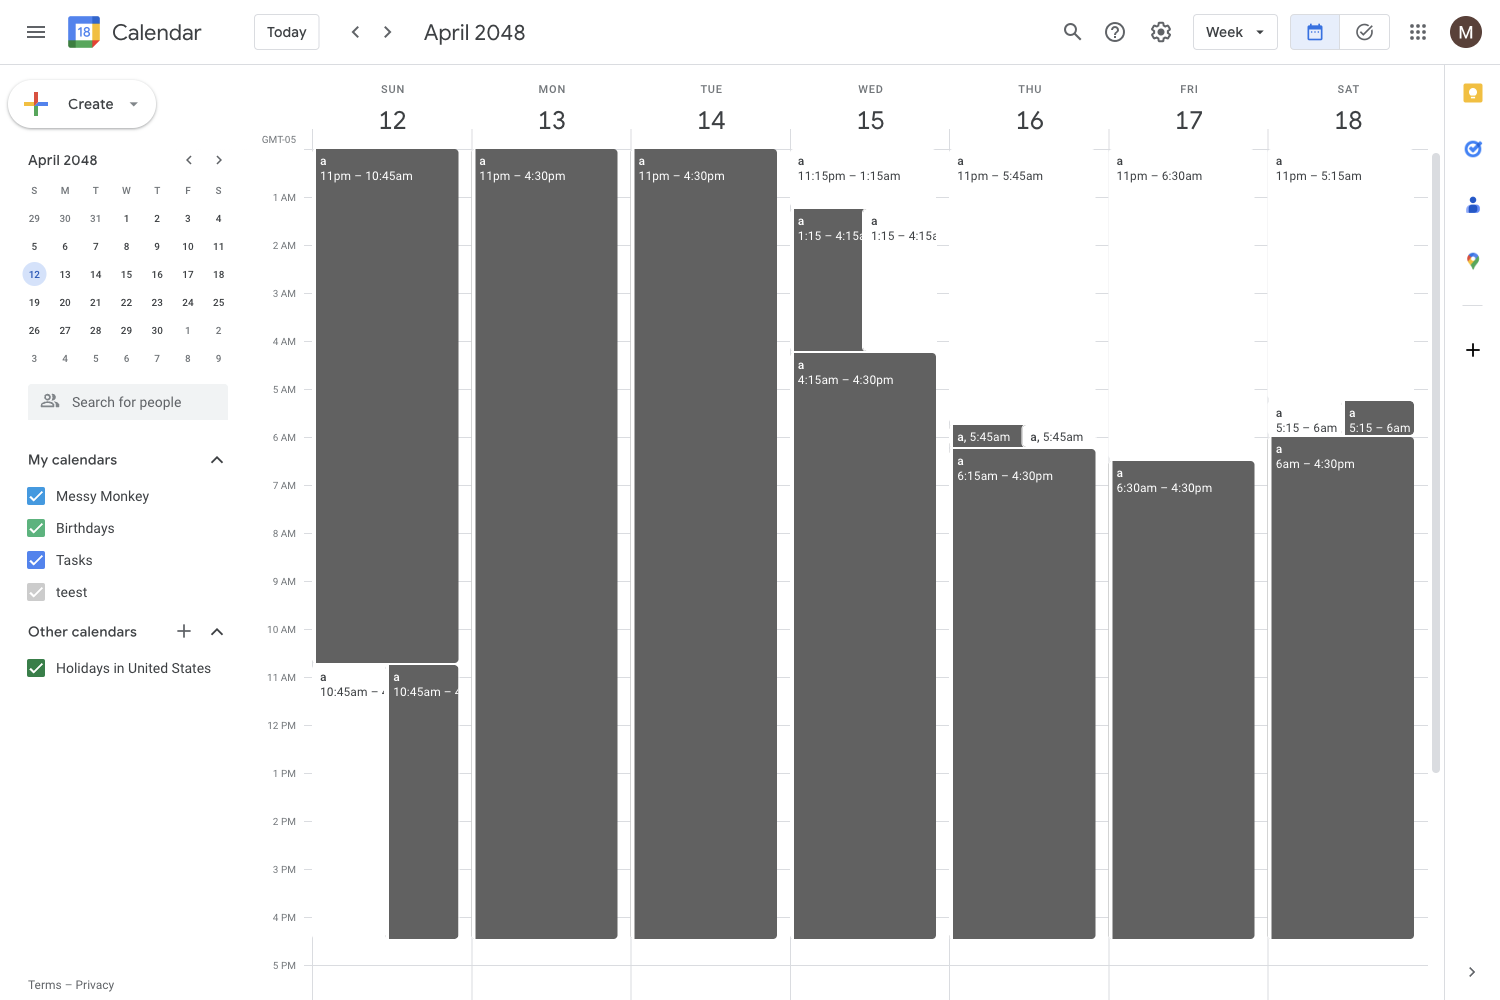 18 Calendar Today April 2048 Week M
Create
April 2048
S M T W T F S
29 30 31 1 2 3 4
5 6 7 8 9 10 11
12 13 14 15 16 17 18
19 20 21 22 23 24 25
26 27 28 29 30 1 2
3 4 5 6 7 8 9
Search for people
My calendars
Messy Monkey
Birthdays
Tasks
teest
Other calendars
Holidays in United States
Terms – Privacy
SUN MON TUE WED THU FRI SAT
12 13 14 15 16 17 18
GMT-05
1 AM
2 AM
3 AM
4 AM
5 AM
6 AM
7 AM
8 AM
9 AM
10 AM
11 AM
12 PM
1 PM
2 PM
3 PM
4 PM
5 PM
a
11pm – 10:45am
a
10:45am –
a
10:45am –
a
11pm – 4:30pm
a
11pm – 4:30pm
a
11:15pm – 1:15am
a
1:15 – 4:15a
a
1:15 – 4:15a
a
4:15am – 4:30pm
a
11pm – 5:45am
a, 5:45am
a, 5:45am
a
6:15am – 4:30pm
a
11pm – 6:30am
a
6:30am – 4:30pm
a
11pm – 5:15am
a
5:15 – 6am
a
5:15 – 6am
a
6am – 4:30pm